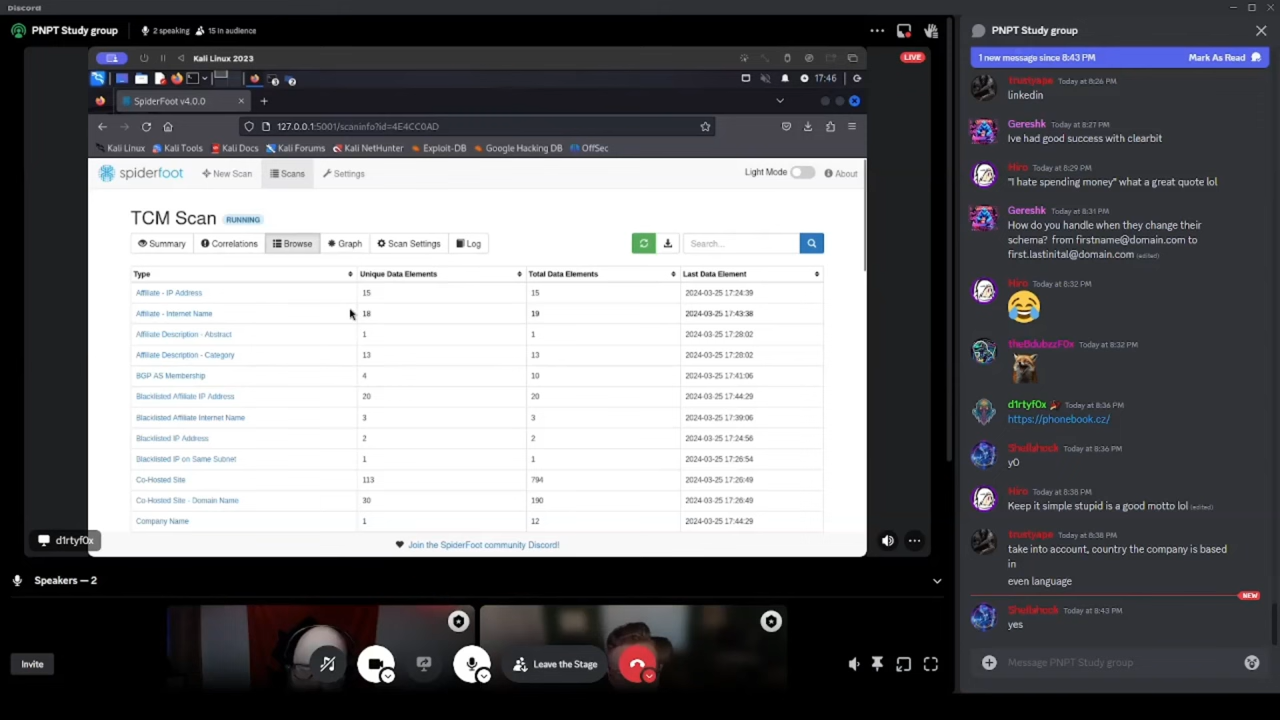 Discord
PNPT Study group
2 speaking
15 in audience
Kali Linux 2023
LIVE
17:46
SpiderFoot v4.0.0
127.0.0.1:5001/scaninfo?id=4E4CC0AD
Kali Linux
Kali Tools
Kali Docs
Kali Forums
Kali NetHunter
Exploit-DB
Google Hacking DB
OffSec
spiderfoot
New Scan
Scans
Settings
Light Mode
About
TCM Scan RUNNING
Summary
Correlations
Browse
Graph
Scan Settings
Log
Search...
Type Unique Data Elements Total Data Elements Last Data Element
Affiliate - IP Address 15 15 2024-03-25 17:24:39
Affiliate - Internet Name 18 19 2024-03-25 17:43:38
Affiliate Description - Abstract 1 1 2024-03-25 17:28:02
Affiliate Description - Category 13 13 2024-03-25 17:28:02
BGP AS Membership 4 10 2024-03-25 17:41:06
Blacklisted Affiliate IP Address 20 20 2024-03-25 17:44:29
Blacklisted Affiliate Internet Name 3 3 2024-03-25 17:39:06
Blacklisted IP Address 2 2 2024-03-25 17:24:56
Blacklisted IP on Same Subnet 1 1 2024-03-25 17:26:54
Co-Hosted Site 113 794 2024-03-25 17:26:49
Co-Hosted Site - Domain Name 30 190 2024-03-25 17:26:49
Company Name 1 12 2024-03-25 17:44:29
Join the SpiderFoot community Discord!
d1rtyf0x
Speakers — 2
Invite
Leave the Stage
PNPT Study group
1 new message since 8:43 PM
Mark As Read
trustyape Today at 8:26 PM
linkedin
Gereshk Today at 8:27 PM
Ive had good success with clearbit
Hiro Today at 8:29 PM
"I hate spending money" what a great quote lol
Gereshk Today at 8:31 PM
How do you handle when they change their
schema? from firstname@domain.com to
first.lastinital@domain.com (edited)
Hiro Today at 8:32 PM
Today at 8:32 PM
d1rtyf0x Today at 8:36 PM
https://phonebook.cz/
Shellshock Today at 8:36 PM
y0
Hiro Today at 8:38 PM
Keep it simple stupid is a good motto lol (edited)
trustyape Today at 8:38 PM
take into account, country the company is based
in
even language
NEW
Shellshock Today at 8:43 PM
yes
Message PNPT Study group